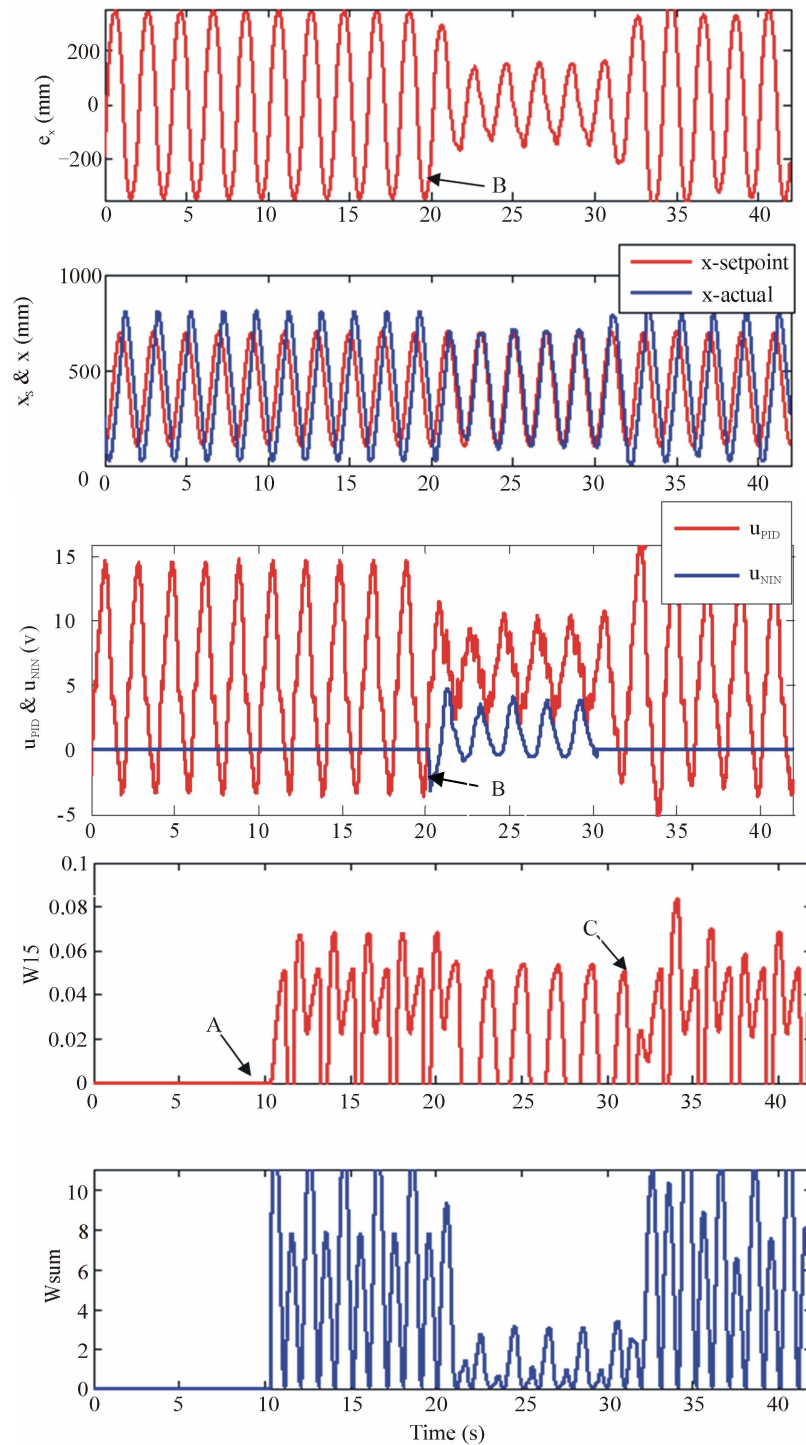 200
0
−200
e_x (mm)
B
0 5 10 15 20 25 30 35 40
x-setpoint
x-actual
1000
500
0
x_S & x (mm)
0 5 10 15 20 25 30 35 40
u_PID
u_NIN
15
10
5
0
-5
u_PID & u_NIN (v)
B
0 5 10 15 20 25 30 35 40
0.1
0.08
0.06
0.04
0.02
0
W15
A
C
0 5 10 15 20 25 30 35 40
10
8
6
4
2
0
Wsum
0 5 10 15 20 25 30 35 40
Time (s)